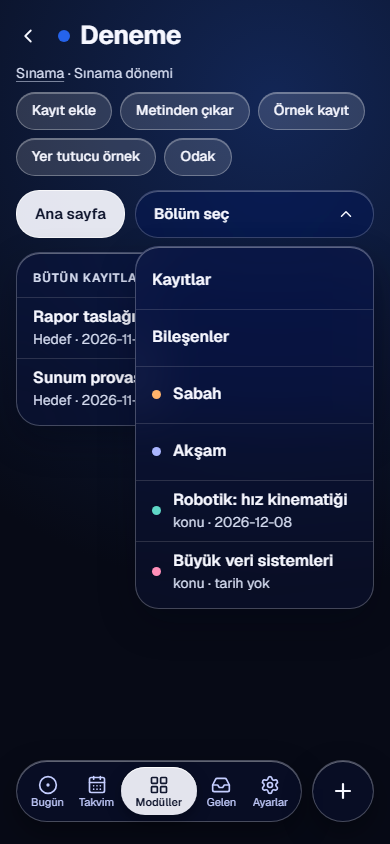 Deneme
Sınama · Sınama dönemi
Kayıt ekle
Metinden çıkar
Örnek kayıt
Yer tutucu örnek
Odak
Ana sayfa
Bölüm seç
BÜTÜN KAYITLA
Rapor taslağı
Hedef · 2026-11-
Sunum provas
Hedef · 2026-11-
Kayıtlar
Bileşenler
Sabah
Akşam
Robotik: hız kinematiği
konu · 2026-12-08
Büyük veri sistemleri
konu · tarih yok
Bugün
Takvim
Modüller
Gelen
Ayarlar